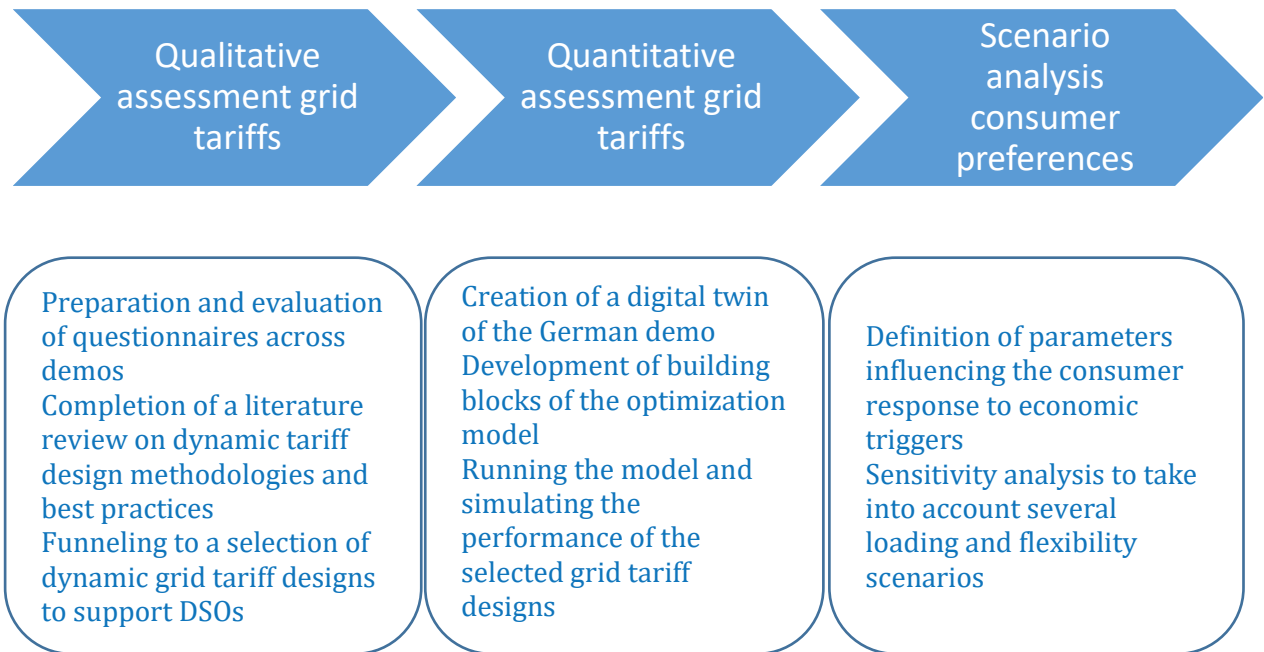 Qualitative
assessment grid
tariffs
Quantitative
assessment grid
tariffs
Scenario
analysis
consumer
preferences
Preparation and evaluation
of questionnaires across
demos
Completion of a literature
review on dynamic tariff
design methodologies and
best practices
Funneling to a selection of
dynamic grid tariff designs
to support DSOs
Creation of a digital twin
of the German demo
Development of building
blocks of the optimization
model
Running the model and
simulating the
performance of the
selected grid tariff
designs
Definition of parameters
influencing the consumer
response to economic
triggers
Sensitivity analysis to take
into account several
loading and flexibility
scenarios